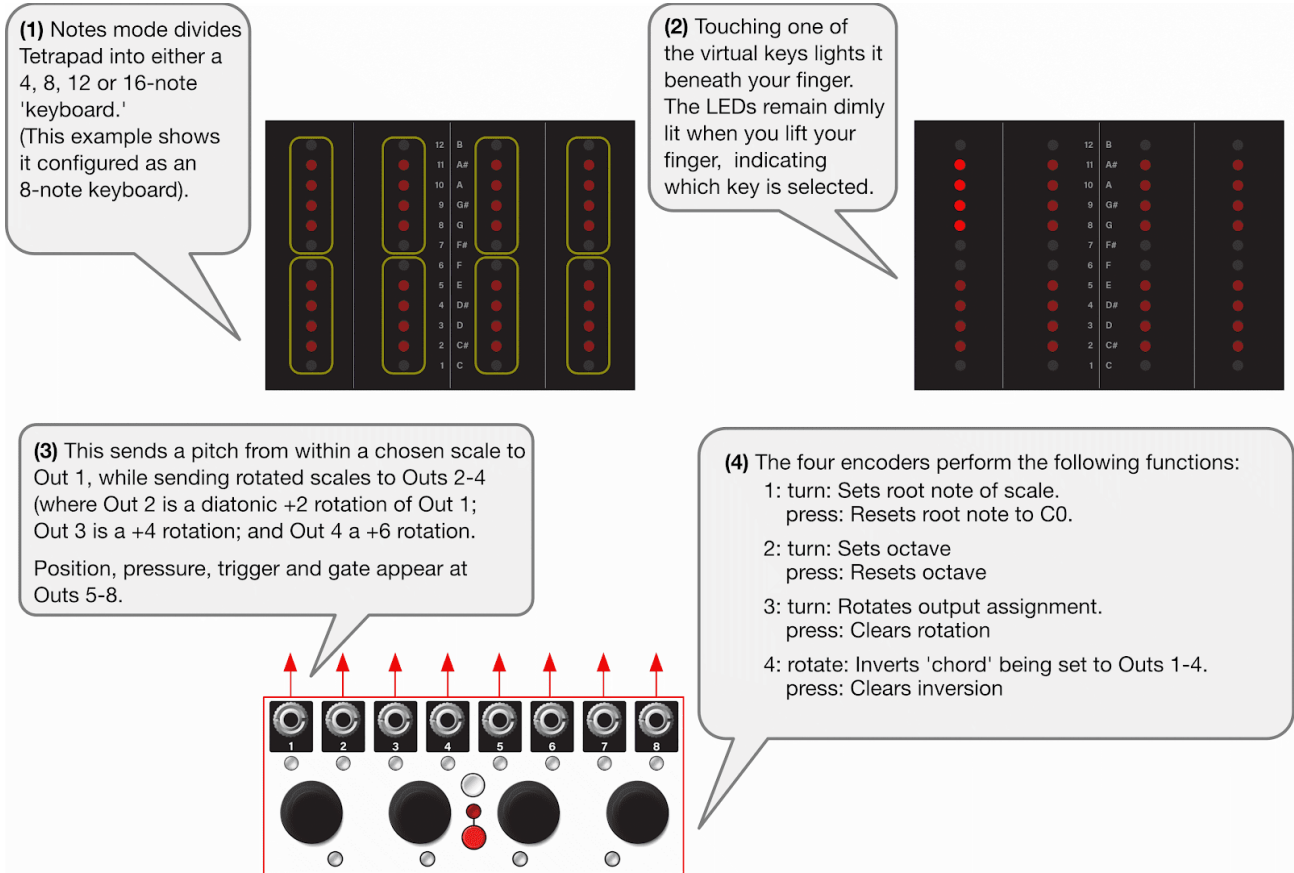 (1) Notes mode divides
Tetrapad into either a
4, 8, 12 or 16-note
'keyboard.'
(This example shows
it configured as an
8-note keyboard).
12 B
11 A#
10 A
9 G#
8 G
7 F#
6 F
5 E
4 D#
3 D
2 C#
1 C
(2) Touching one of
the virtual keys lights it
beneath your finger.
The LEDs remain dimly
lit when you lift your
finger, indicating
which key is selected.
12 B
11 A#
10 A
9 G#
8 G
7 F#
6 F
5 E
4 D#
3 D
2 C#
1 C
(3) This sends a pitch from within a chosen scale to
Out 1, while sending rotated scales to Outs 2-4
(where Out 2 is a diatonic +2 rotation of Out 1;
Out 3 is a +4 rotation; and Out 4 a +6 rotation.
Position, pressure, trigger and gate appear at
Outs 5-8.
1 2 3 4 5 6 7 8
(4) The four encoders perform the following functions:
1: turn: Sets root note of scale.
press: Resets root note to C0.
2: turn: Sets octave
press: Resets octave
3: turn: Rotates output assignment.
press: Clears rotation
4: rotate: Inverts 'chord' being set to Outs 1-4.
press: Clears inversion